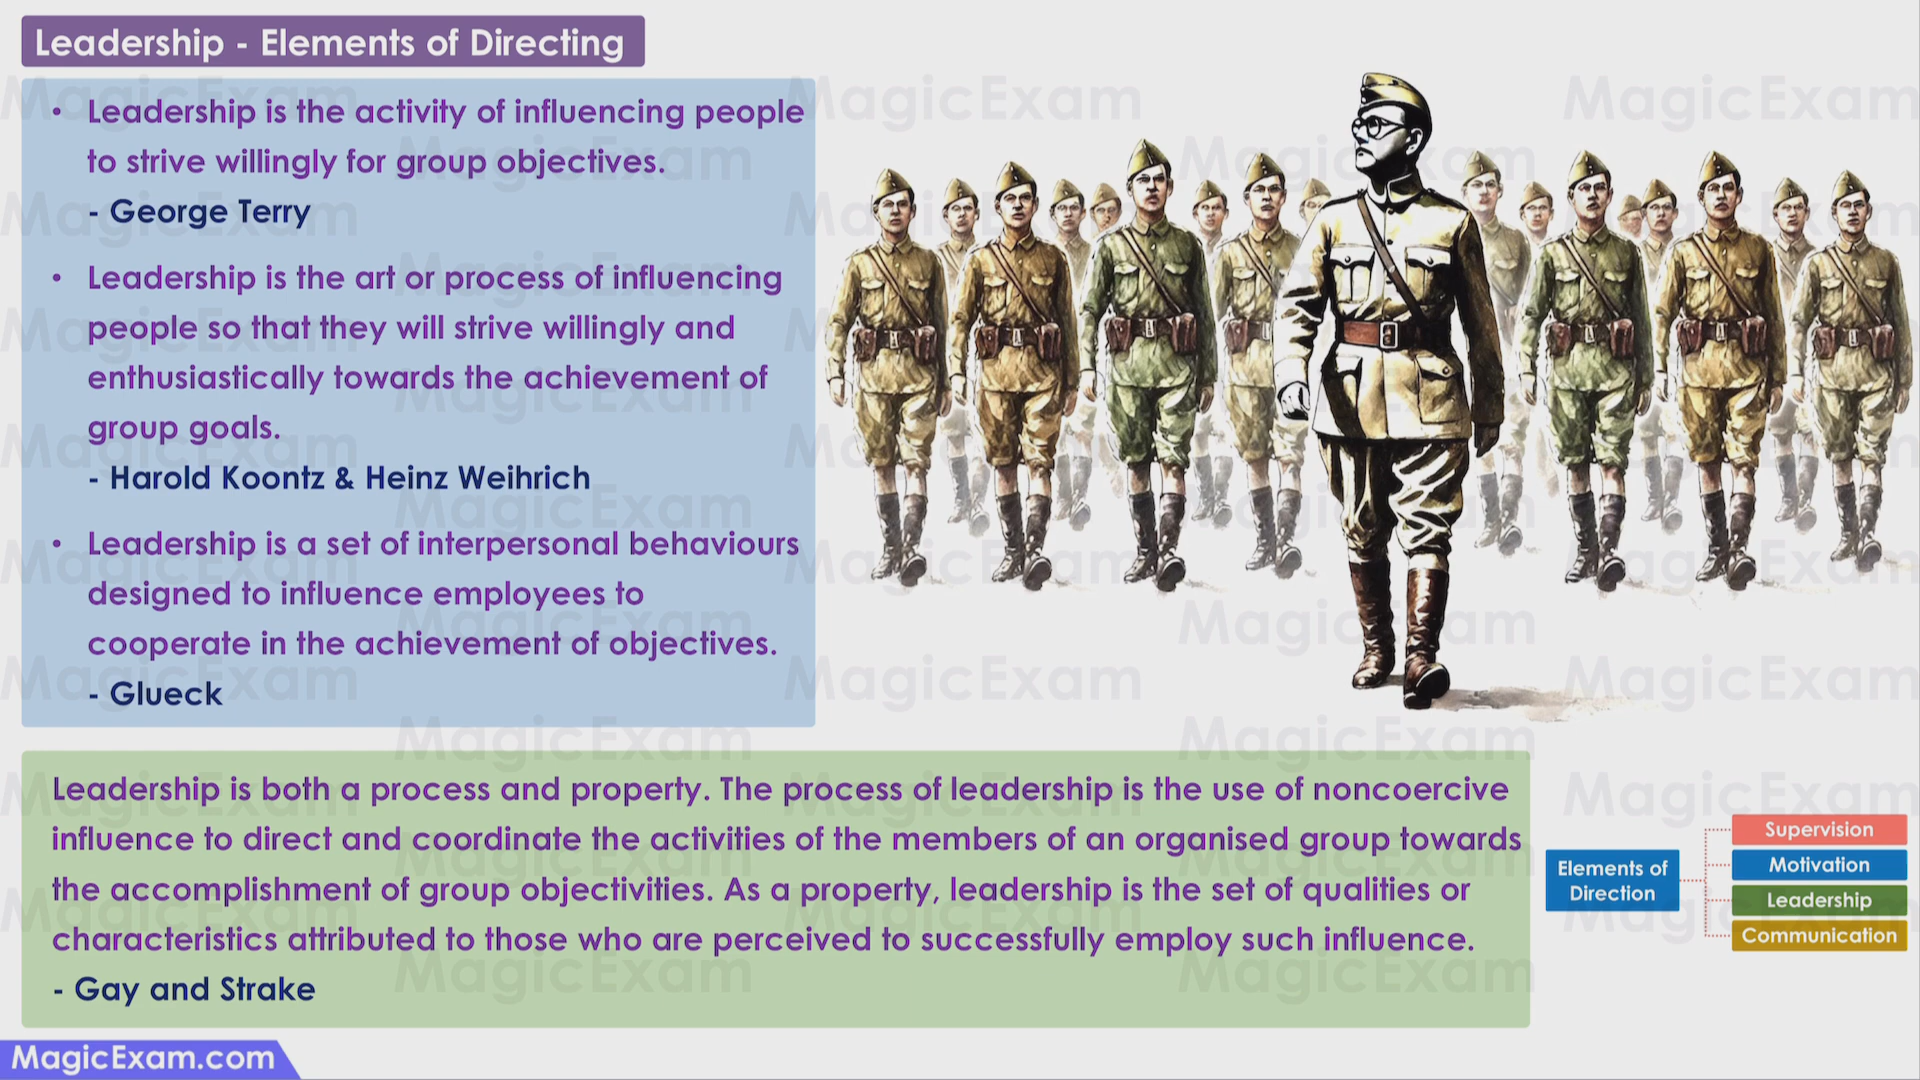 Leadership - Elements of Directing
• Leadership is the activity of influencing people
to strive willingly for group objectives.
- George Terry
• Leadership is the art or process of influencing
people so that they will strive willingly and
enthusiastically towards the achievement of
group goals.
- Harold Koontz & Heinz Weihrich
• Leadership is a set of interpersonal behaviours
designed to influence employees to
cooperate in the achievement of objectives.
- Glueck
Leadership is both a process and property. The process of leadership is the use of noncoercive
influence to direct and coordinate the activities of the members of an organised group towards
the accomplishment of group objectivities. As a property, leadership is the set of qualities or
characteristics attributed to those who are perceived to successfully employ such influence.
- Gay and Strake
Elements of
Direction
Supervision
Motivation
Leadership
Communication
MagicExam.com
MagicExam